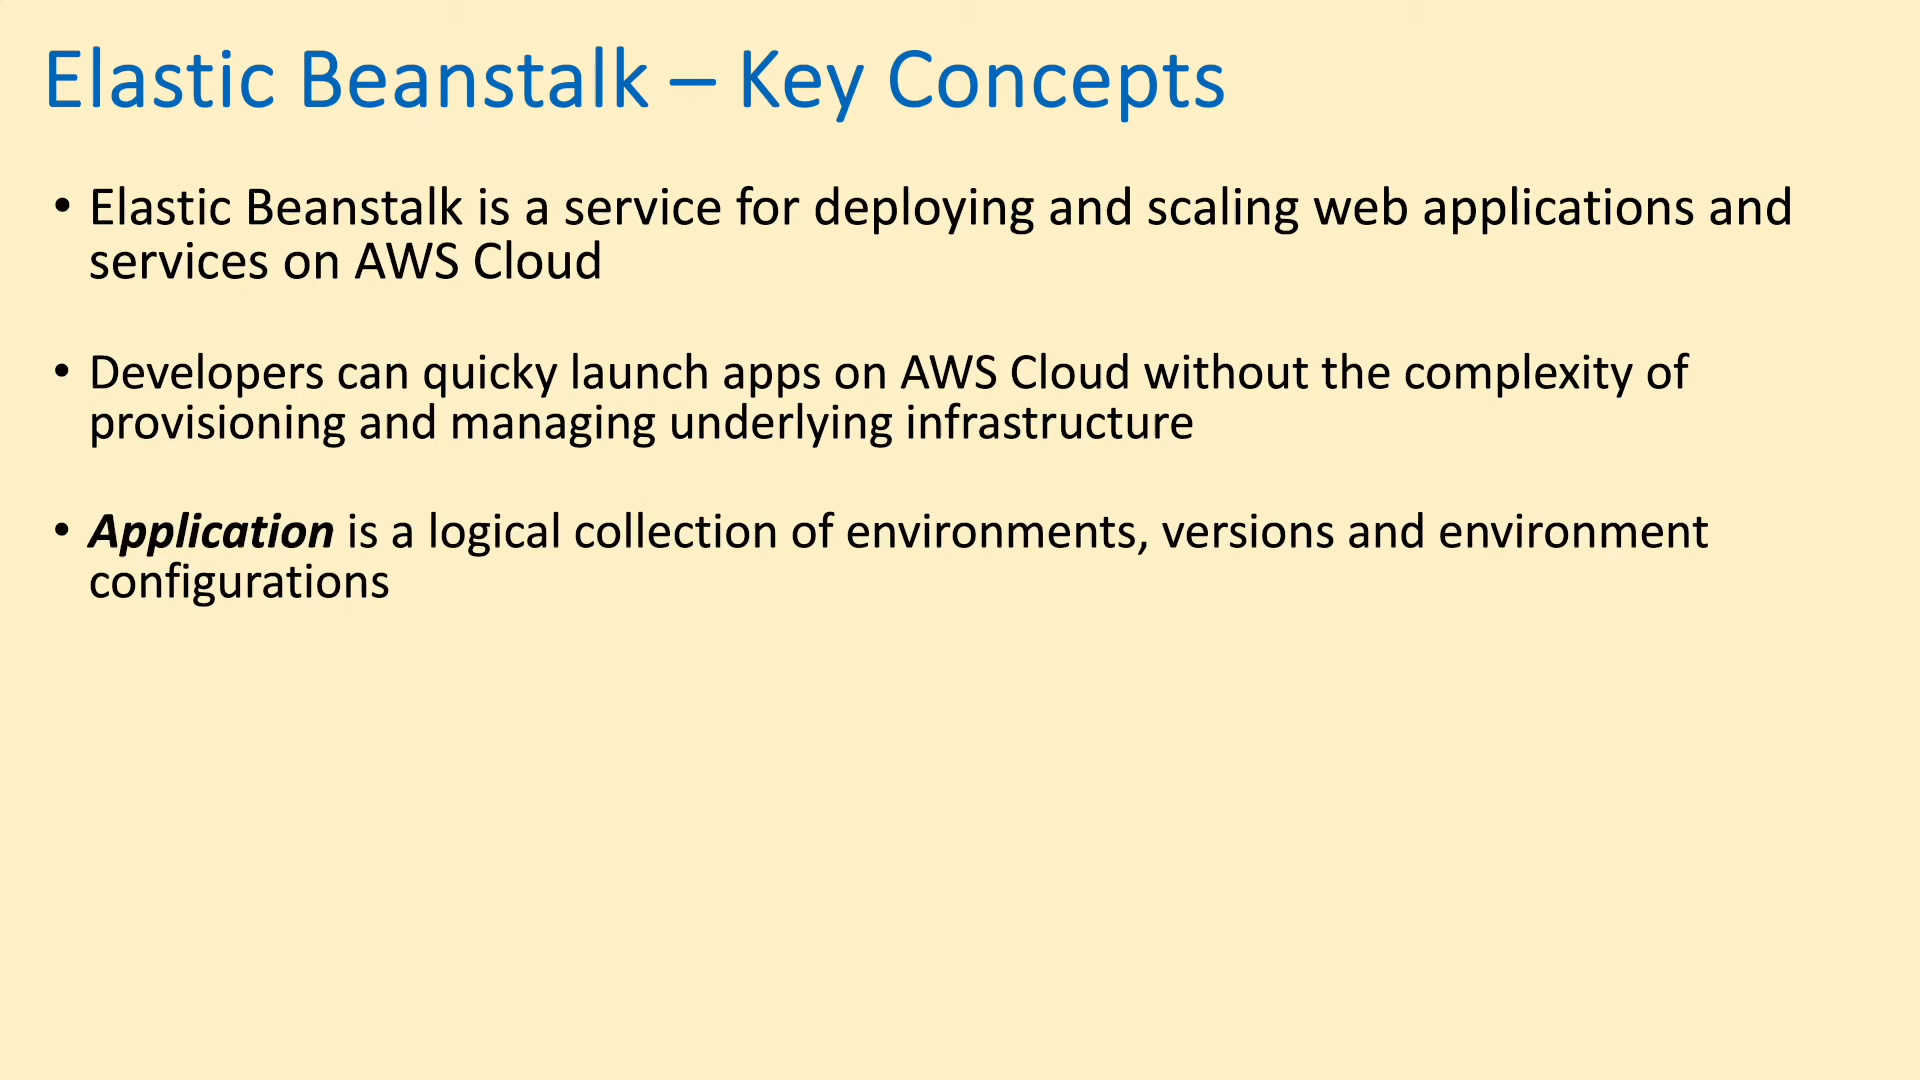 Elastic Beanstalk – Key Concepts
• Elastic Beanstalk is a service for deploying and scaling web applications and
services on AWS Cloud
• Developers can quicky launch apps on AWS Cloud without the complexity of
provisioning and managing underlying infrastructure
• Application is a logical collection of environments, versions and environment
configurations